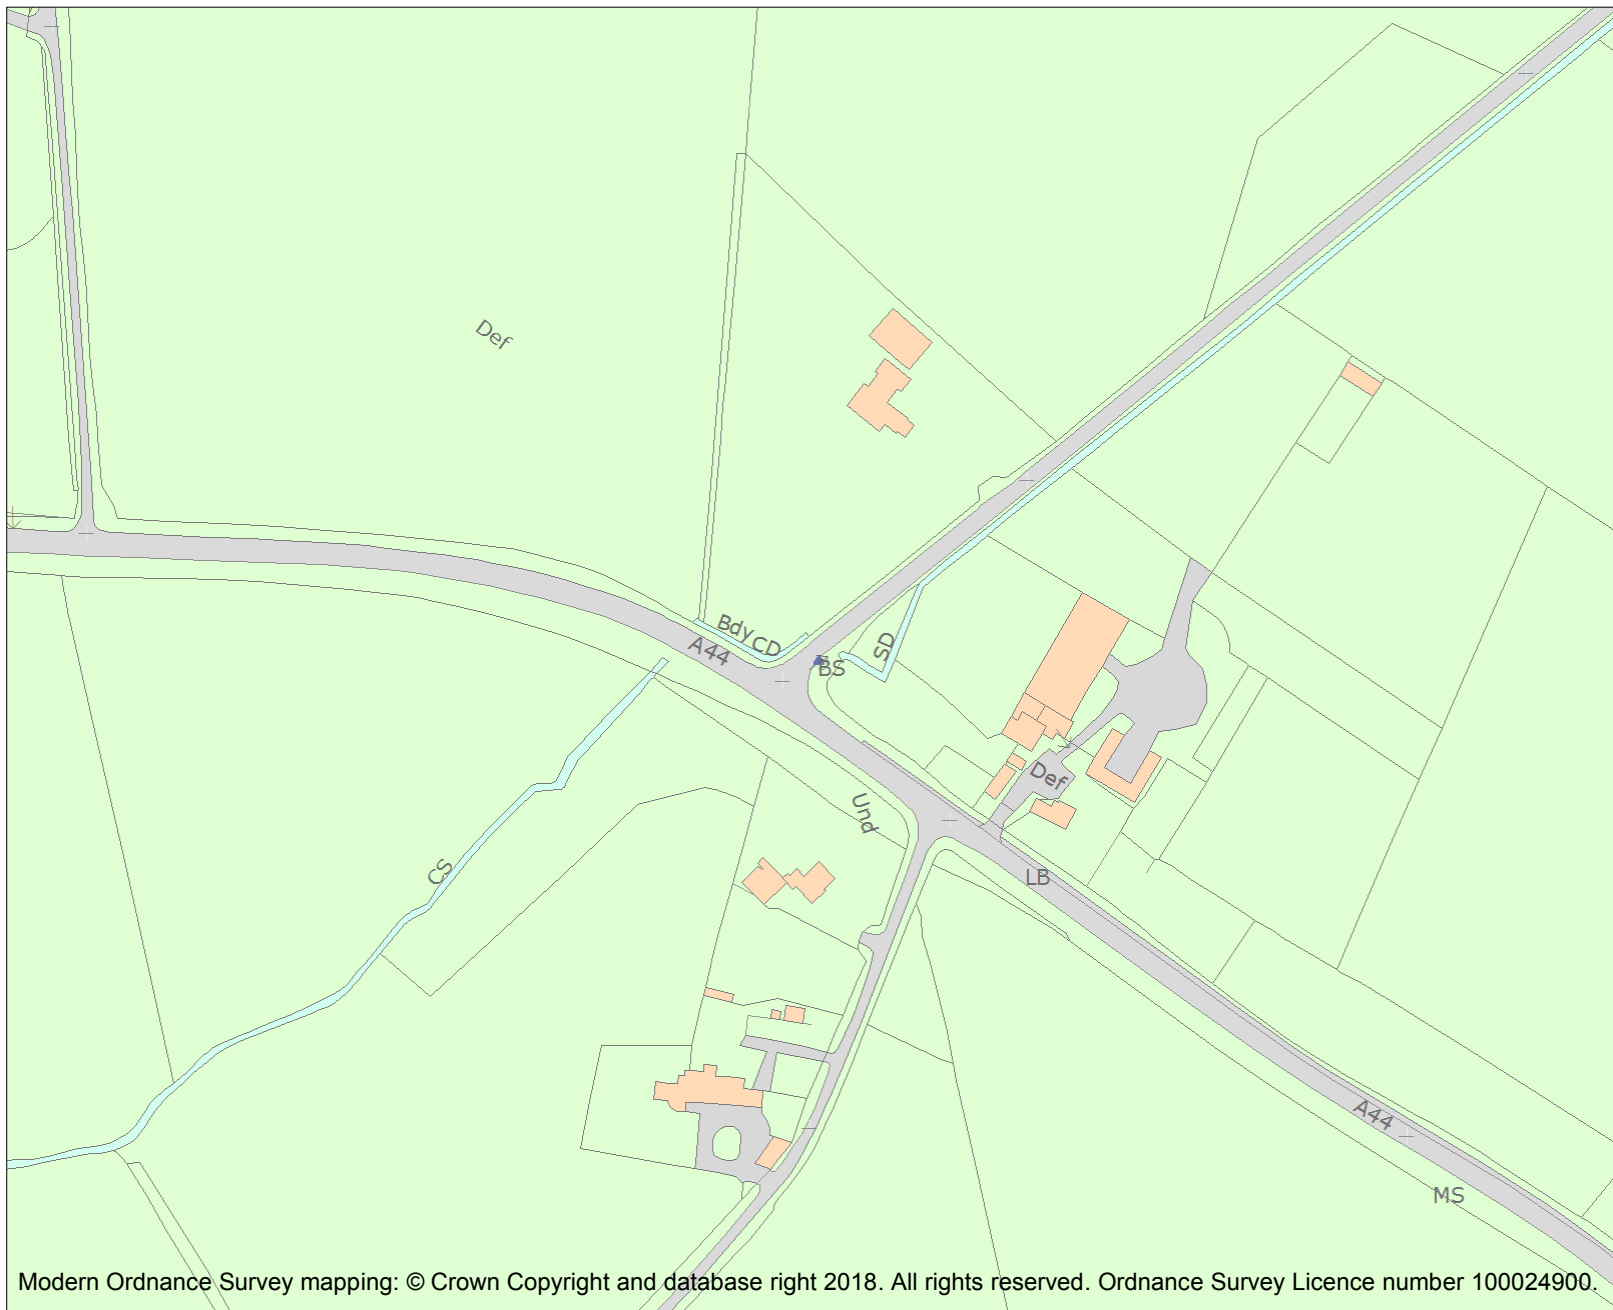 Def
Bdy
CD
A44
SD
BS
Def
Und
CS
LB
A44
MS
Modern Ordnance Survey mapping: © Crown Copyright and database right 2018. All rights reserved. Ordnance Survey Licence number 100024900.